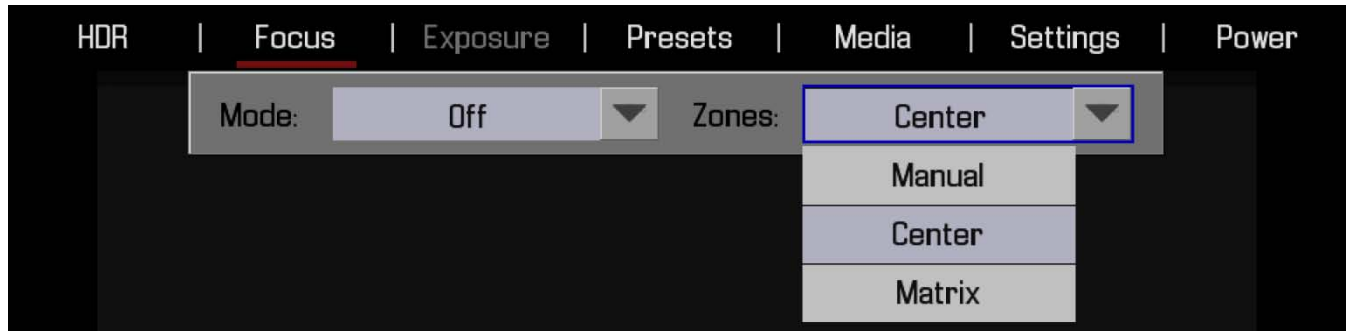 HDR | Focus | Exposure | Presets | Media | Settings | Power
Mode: Off Zones: Center
Manual
Center
Matrix